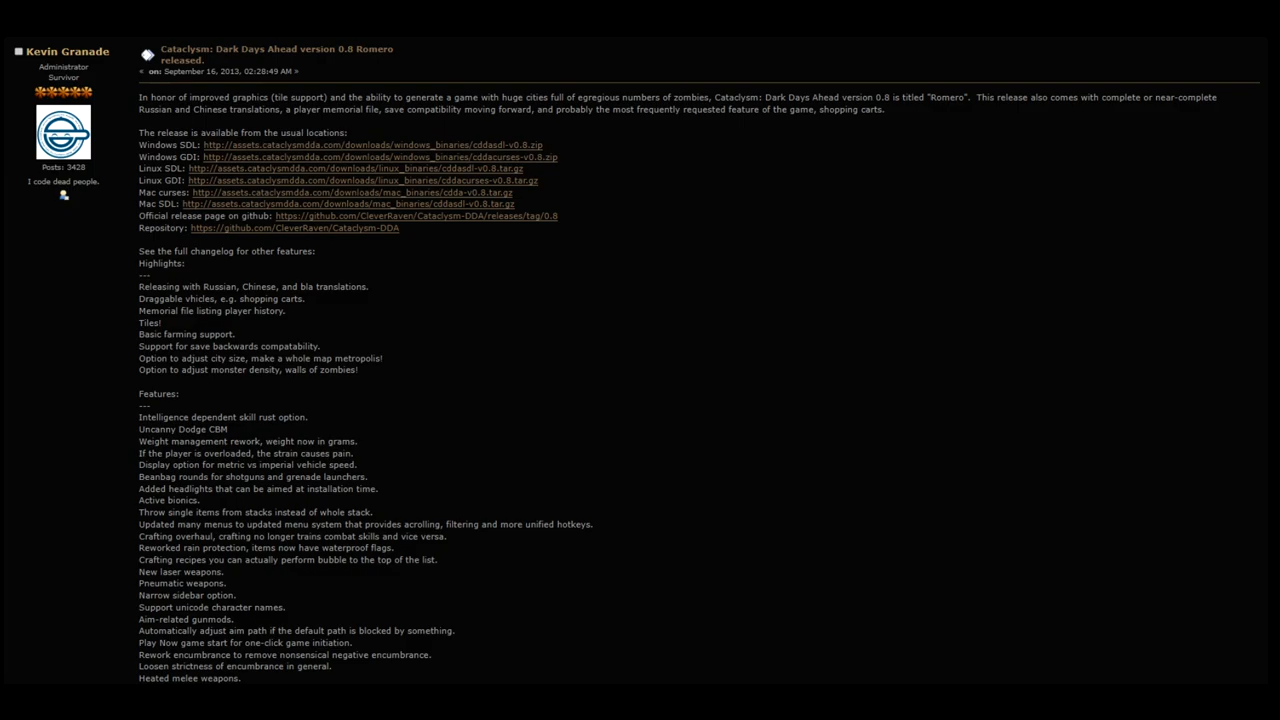 Kevin Granade
Administrator
Survivor
Posts: 3428
I code dead people.
Cataclysm: Dark Days Ahead version 0.8 Romero
released.
« on: September 16, 2013, 02:28:49 AM »
In honor of improved graphics (tile support) and the ability to generate a game with huge cities full of egregious numbers of zombies, Cataclysm: Dark Days Ahead version 0.8 is titled "Romero".  This release also comes with complete or near-complete
Russian and Chinese translations, a player memorial file, save compatibility moving forward, and probably the most frequently requested feature of the game, shopping carts.
The release is available from the usual locations:
Windows SDL: http://assets.cataclysmdda.com/downloads/windows_binaries/cddasdl-v0.8.zip
Windows GDI: http://assets.cataclysmdda.com/downloads/windows_binaries/cddacurses-v0.8.zip
Linux SDL: http://assets.cataclysmdda.com/downloads/linux_binaries/cddasdl-v0.8.tar.gz
Linux GDI: http://assets.cataclysmdda.com/downloads/linux_binaries/cddacurses-v0.8.tar.gz
Mac curses: http://assets.cataclysmdda.com/downloads/mac_binaries/cdda-v0.8.tar.gz
Mac SDL: http://assets.cataclysmdda.com/downloads/mac_binaries/cddasdl-v0.8.tar.gz
Official release page on github: https://github.com/CleverRaven/Cataclysm-DDA/releases/tag/0.8
Repository: https://github.com/CleverRaven/Cataclysm-DDA
See the full changelog for other features:
Highlights:
---
Releasing with Russian, Chinese, and bla translations.
Draggable vhicles, e.g. shopping carts.
Memorial file listing player history.
Tiles!
Basic farming support.
Support for save backwards compatability.
Option to adjust city size, make a whole map metropolis!
Option to adjust monster density, walls of zombies!
Features:
---
Intelligence dependent skill rust option.
Uncanny Dodge CBM
Weight management rework, weight now in grams.
If the player is overloaded, the strain causes pain.
Display option for metric vs imperial vehicle speed.
Beanbag rounds for shotguns and grenade launchers.
Added headlights that can be aimed at installation time.
Active bionics.
Throw single items from stacks instead of whole stack.
Updated many menus to updated menu system that provides acrolling, filtering and more unified hotkeys.
Crafting overhaul, crafting no longer trains combat skills and vice versa.
Reworked rain protection, items now have waterproof flags.
Crafting recipes you can actually perform bubble to the top of the list.
New laser weapons.
Pneumatic weapons.
Narrow sidebar option.
Support unicode character names.
Aim-related gunmods.
Automatically adjust aim path if the default path is blocked by something.
Play Now game start for one-click game initiation.
Rework encumbrance to remove nonsensical negative encumbrance.
Loosen strictness of encumbrance in general.
Heated melee weapons.